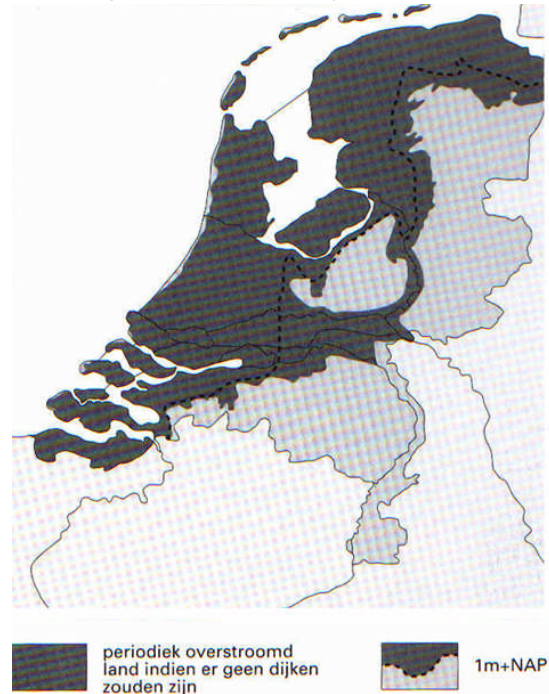 periodiek overstroomd
land indien er geen dijken
zouden zijn
1m+NAP